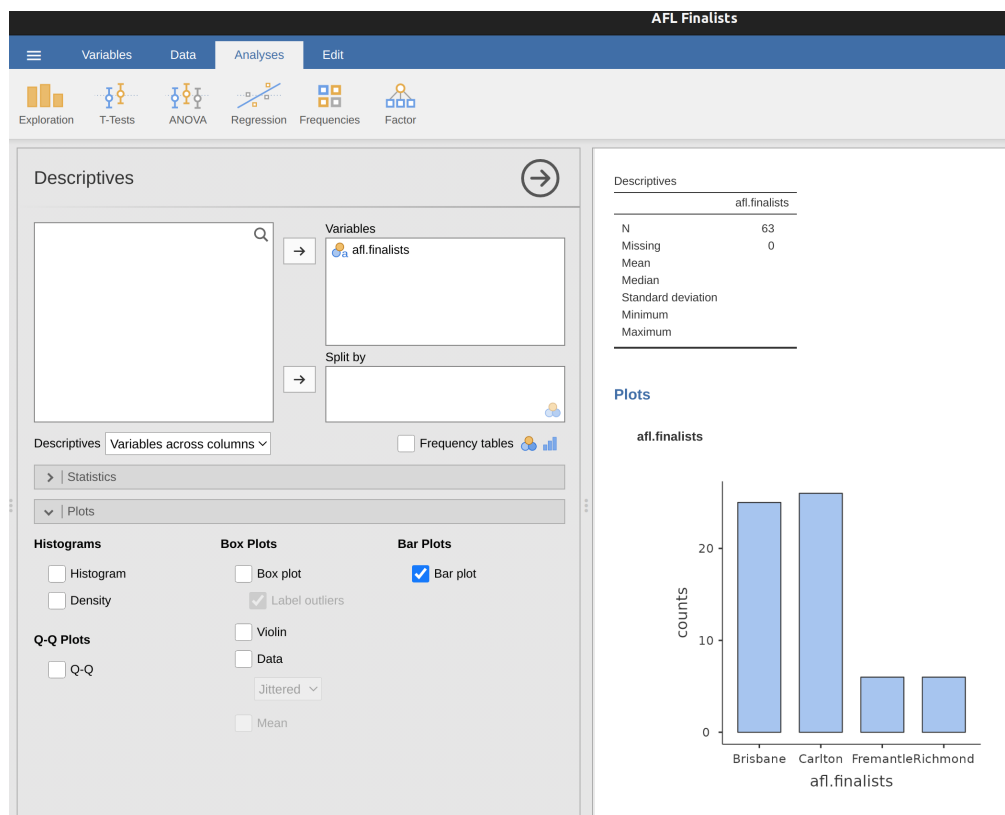 AFL Finalists
Variables Data Analyses Edit
Exploration T-Tests ANOVA Regression Frequencies Factor
Descriptives
Variables
a afl.finalists
Split by
Descriptives Variables across columns Frequency tables
| Statistics
| Plots
Histograms Box Plots Bar Plots
Histogram Box plot Bar plot
Density Label outliers
Q-Q Plots Violin
Q-Q Data
Jittered
Mean
Descriptives
afl.finalists
N 63
Missing 0
Mean
Median
Standard deviation
Minimum
Maximum
Plots
afl.finalists
20
10
0
counts
Brisbane Carlton Fremantle Richmond
afl.finalists